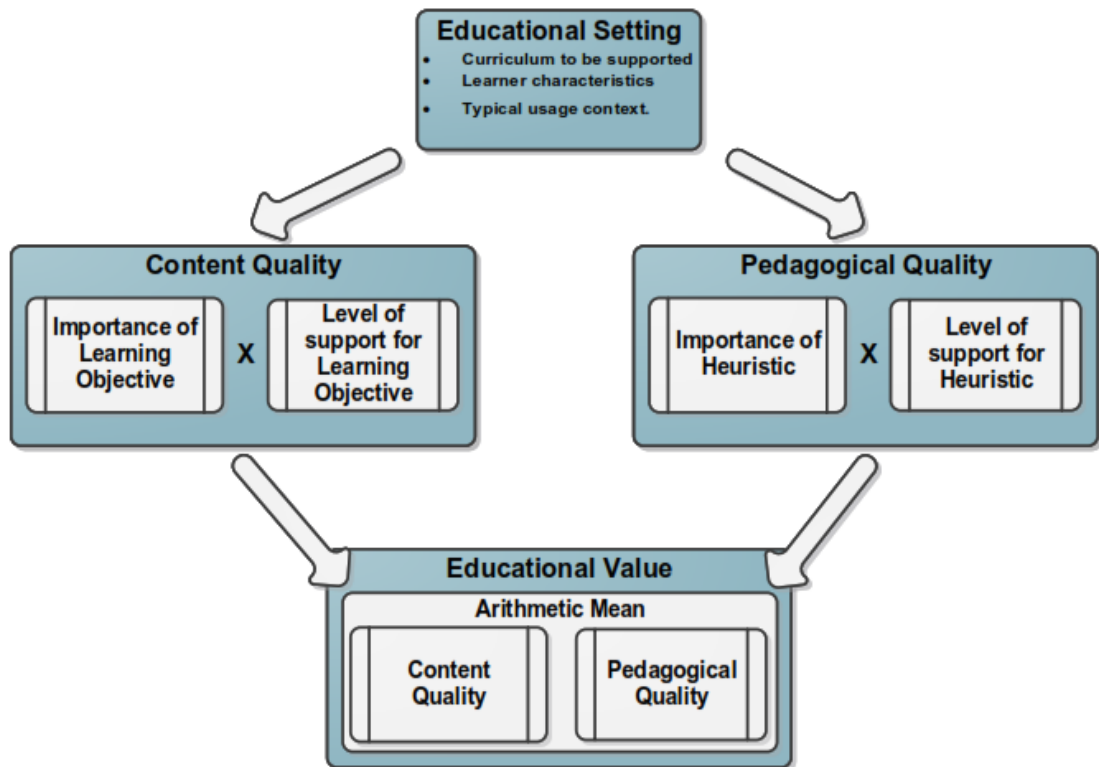 Educational Setting
• Curriculum to be supported
• Learner characteristics
• Typical usage context.
Content Quality
Importance of
Learning
Objective
X
Level of
support for
Learning
Objective
Pedagogical Quality
Importance of
Heuristic
X
Level of
support for
Heuristic
Educational Value
Arithmetic Mean
Content
Quality
Pedagogical
Quality